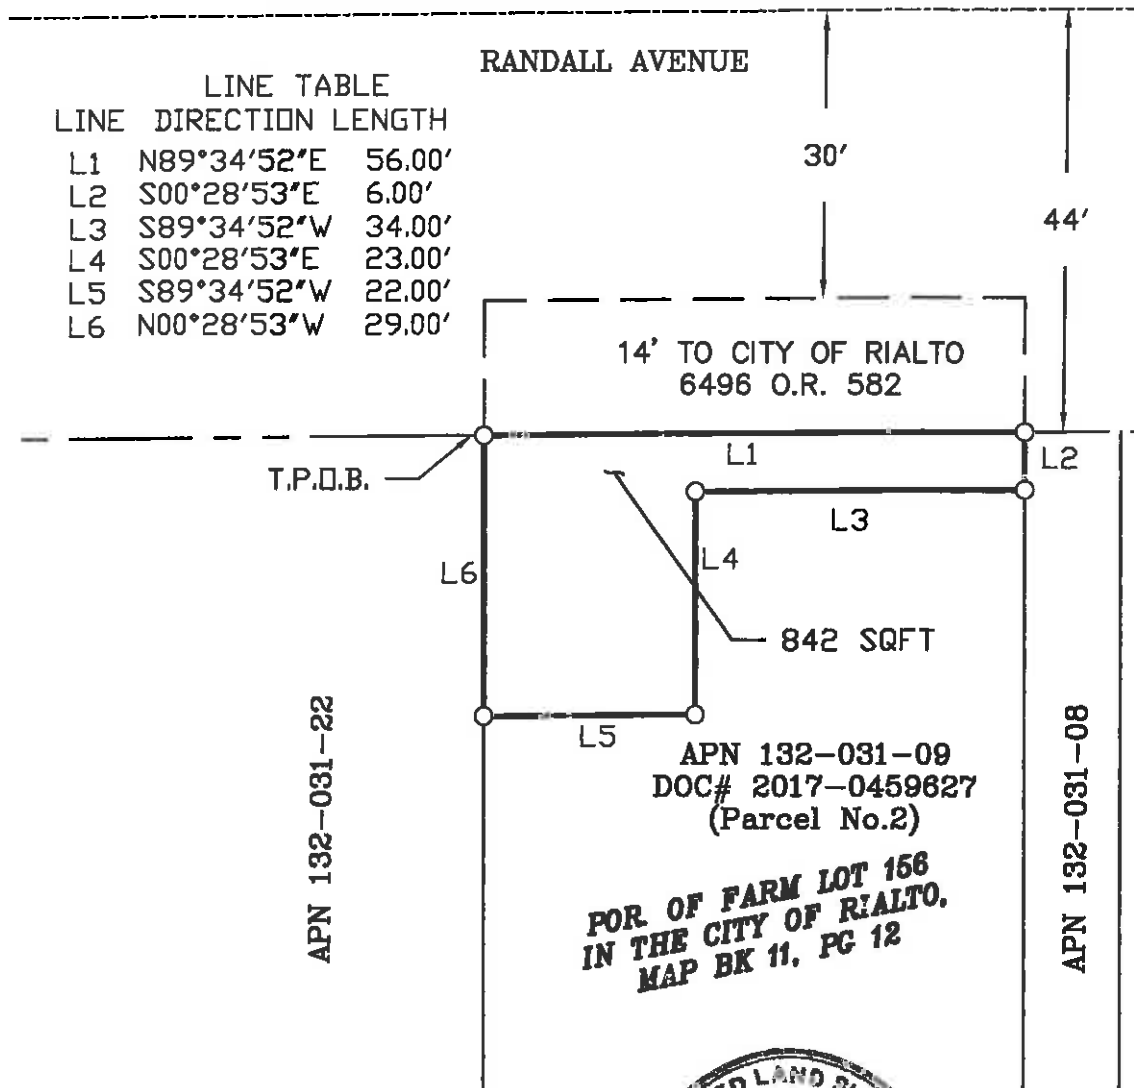 RANDALL AVENUE
LINE TABLE
LINE DIRECTION LENGTH
L1 N89°34'52"E 56.00'
L2 S00°28'53"E 6.00'
L3 S89°34'52"W 34.00'
L4 S00°28'53"E 23.00'
L5 S89°34'52"W 22.00'
L6 N00°28'53"W 29.00'
30'
44'
14' TO CITY OF RIALTO
6496 O.R. 582
T.P.O.B.
L1
L2
L3
L4
L6
842 SQFT
L5
APN 132-031-22
APN 132-031-09
DOC# 2017-0459627
(Parcel No.2)
APN 132-031-08
POR. OF FARM LOT 156
IN THE CITY OF RIALTO,
MAP BK 11, PG 12
LAND